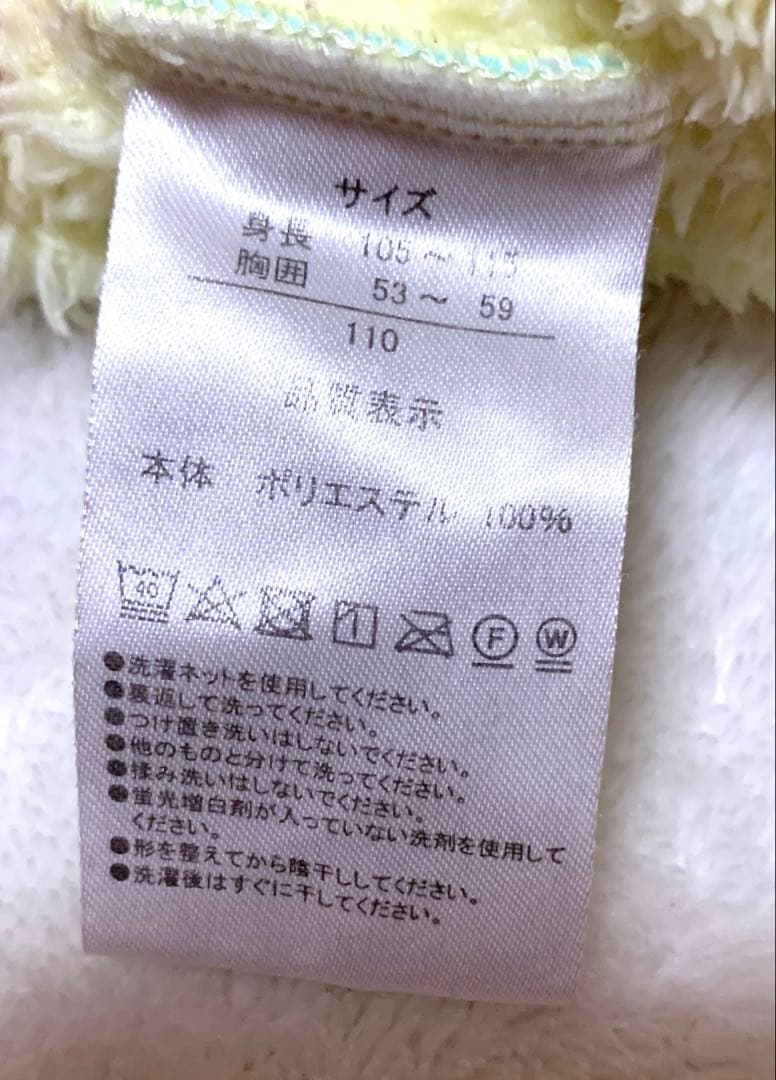 サイズ
身長 105～115
胸囲 53～ 59
110
品質表示
本体 ポリエステル 100%
40 F W
●洗濯ネットを使用してください。
●裏返して洗ってください。
●つけ置き洗いはしないでください。
●他のものと分けて洗ってください。
●揉み洗いはしないでください。
●蛍光増白剤が入っていない洗剤を使用して
ください。
●形を整えてから陰干ししてください。
●洗濯後はすぐに干してください。